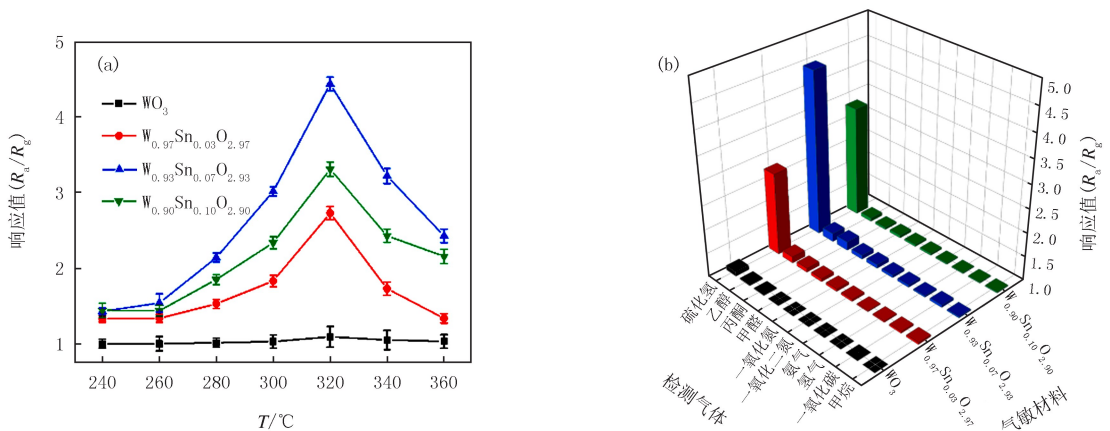 (a)
5
4
3
2
1
响应值(Ra/Rg)
WO3
W0.97Sn0.03O2.97
W0.93Sn0.07O2.93
W0.90Sn0.10O2.90
240 260 280 300 320 340 360
T/℃
(b)
5.0
4.5
4.0
3.5
3.0
2.5
2.0
1.5
1.0
响应值(Ra/Rg)
硫化氢
乙醇
丙酮
甲醛
一氧化氮
一氧化二氮
氨气
氢气
一氧化碳
甲烷
检测气体
WO3
W0.97Sn0.03O2.97
W0.93Sn0.07O2.93
W0.90Sn0.10O2.90
气敏材料